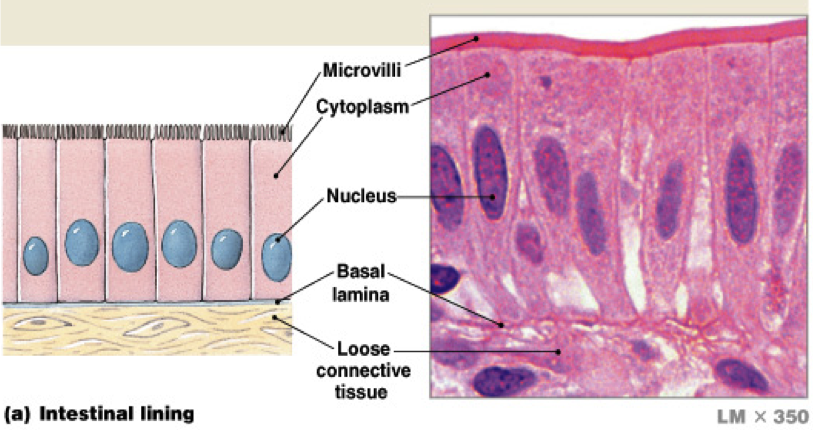 Microvilli
Cytoplasm
Nucleus
Basal
lamina
Loose
connective
tissue
(a) Intestinal lining
LM × 350